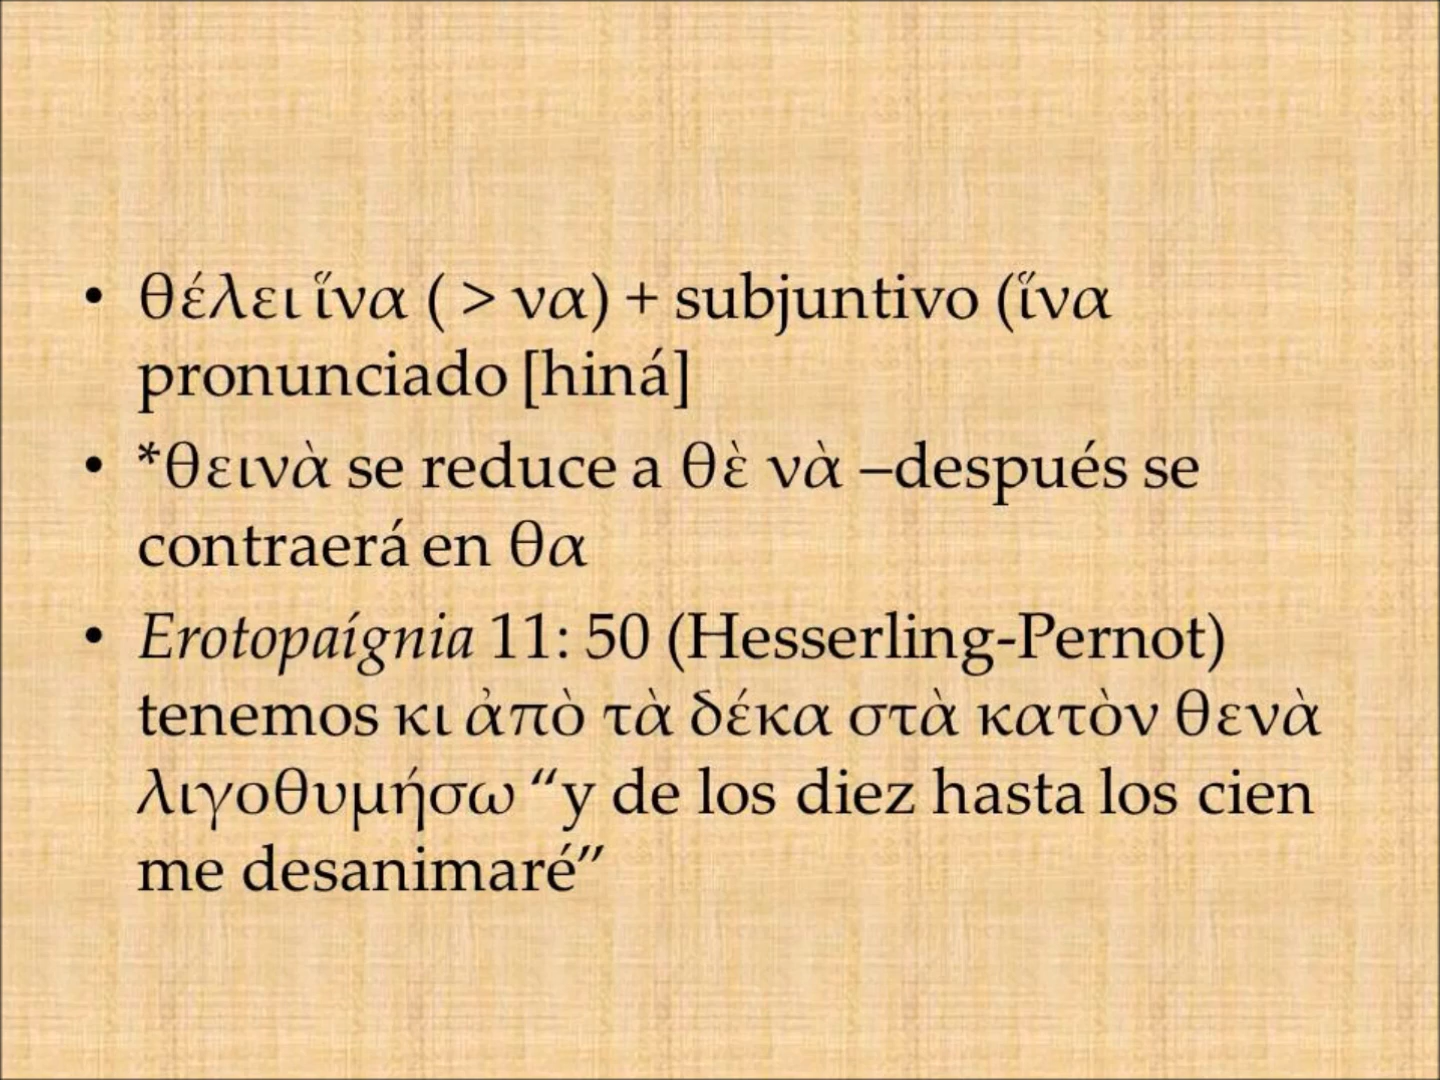 • θέλει ἵνα ( > να) + subjuntivo (ἵνα
pronunciado [hiná]
• *θεινὰ se reduce a θὲ νὰ –después se
contraerá en θα
• Erotopaígnia 11: 50 (Hesserling-Pernot)
tenemos κι ἀπὸ τὰ δέκα στὰ κατὸν θενὰ
λιγοθυμήσω “y de los diez hasta los cien
me desanimaré”